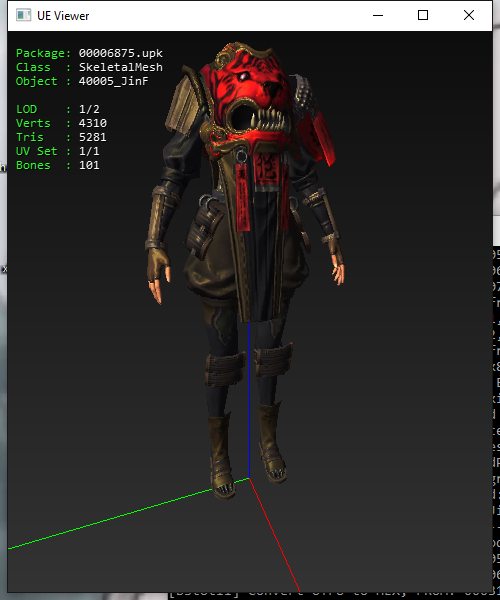 UE Viewer
Package: 00006875.upk
Class : SkeletalMesh
Object : 40005_JinF
LOD : 1/2
Verts : 4310
Tris : 5281
UV Set : 1/1
Bones : 101